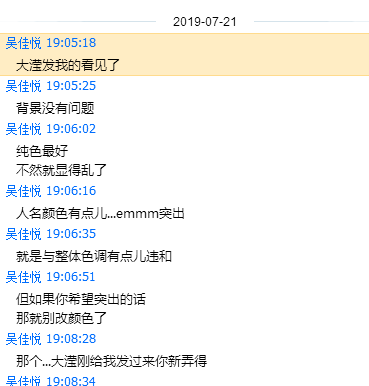 2019-07-21
吴佳悦 19:05:18
大滢发我的看见了
吴佳悦 19:05:25
背景没有问题
吴佳悦 19:06:02
纯色最好
不然就显得乱了
吴佳悦 19:06:16
人名颜色有点儿...emmm突出
吴佳悦 19:06:35
就是与整体色调有点儿违和
吴佳悦 19:06:51
但如果你希望突出的话
那就别改颜色了
吴佳悦 19:08:28
那个...大滢刚给我发过来你新弄得
吴佳悦 19:08:34